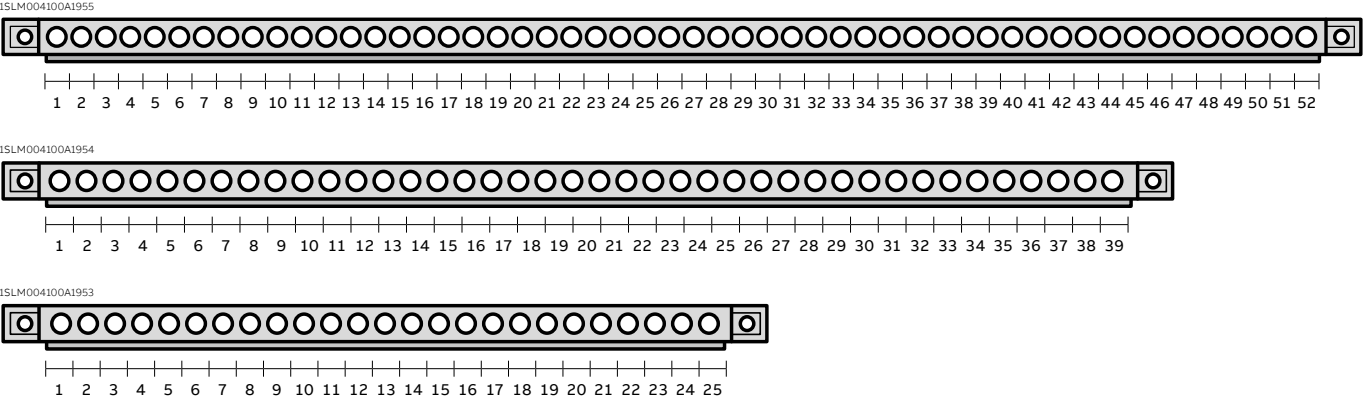 1SLM004100A1955
1 2 3 4 5 6 7 8 9 10 11 12 13 14 15 16 17 18 19 20 21 22 23 24 25 26 27 28 29 30 31 32 33 34 35 36 37 38 39 40 41 42 43 44 45 46 47 48 49 50 51 52
1SLM004100A1954
1 2 3 4 5 6 7 8 9 10 11 12 13 14 15 16 17 18 19 20 21 22 23 24 25 26 27 28 29 30 31 32 33 34 35 36 37 38 39
1SLM004100A1953
1 2 3 4 5 6 7 8 9 10 11 12 13 14 15 16 17 18 19 20 21 22 23 24 25